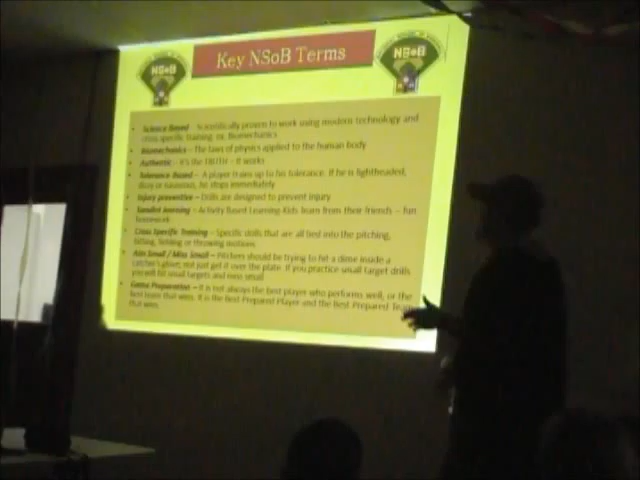 Key NSoB Terms
NSoB
NSoB
• Science Based – Scientifically proven to work using modern technology and
cross specific training, ie. Biomechanics
• Biomechanics – The laws of physics applied to the human body
• Authentic – It's the TRUTH – it works
• Tolerance Based – A player trains up to his tolerance. If he is lightheaded,
dizzy or nauseous, he stops immediately
• Injury preventive – Drills are designed to prevent injury
• Sandlot learning – Activity Based Learning-Kids learn from their friends – fun
homework
• Cross Specific Training – Specific drills that are all tied into the pitching,
hitting, fielding or throwing motions
• Aim Small / Miss Small – Pitchers should be trying to hit a dime inside a
catcher's glove, not just get it over the plate. If you practice small target drills
you will hit small targets and miss small
• Game Preparation – It is not always the best player who performs well, or the
best team that wins. It is the Best Prepared Player and the Best Prepared Team
that wins